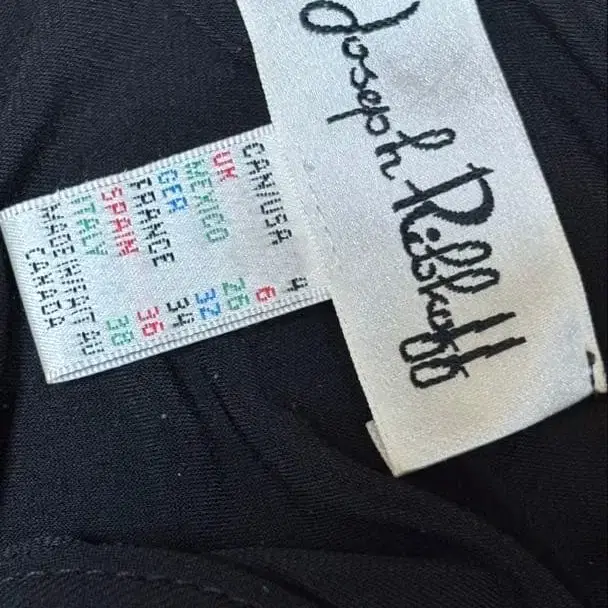 Joseph Ribkoff
CAN/USA 4
UK 6
MEXICO 26
GER 32
FRANCE 34
SPAIN 36
ITALY 38
MADE IN/FAIT AU
CANADA